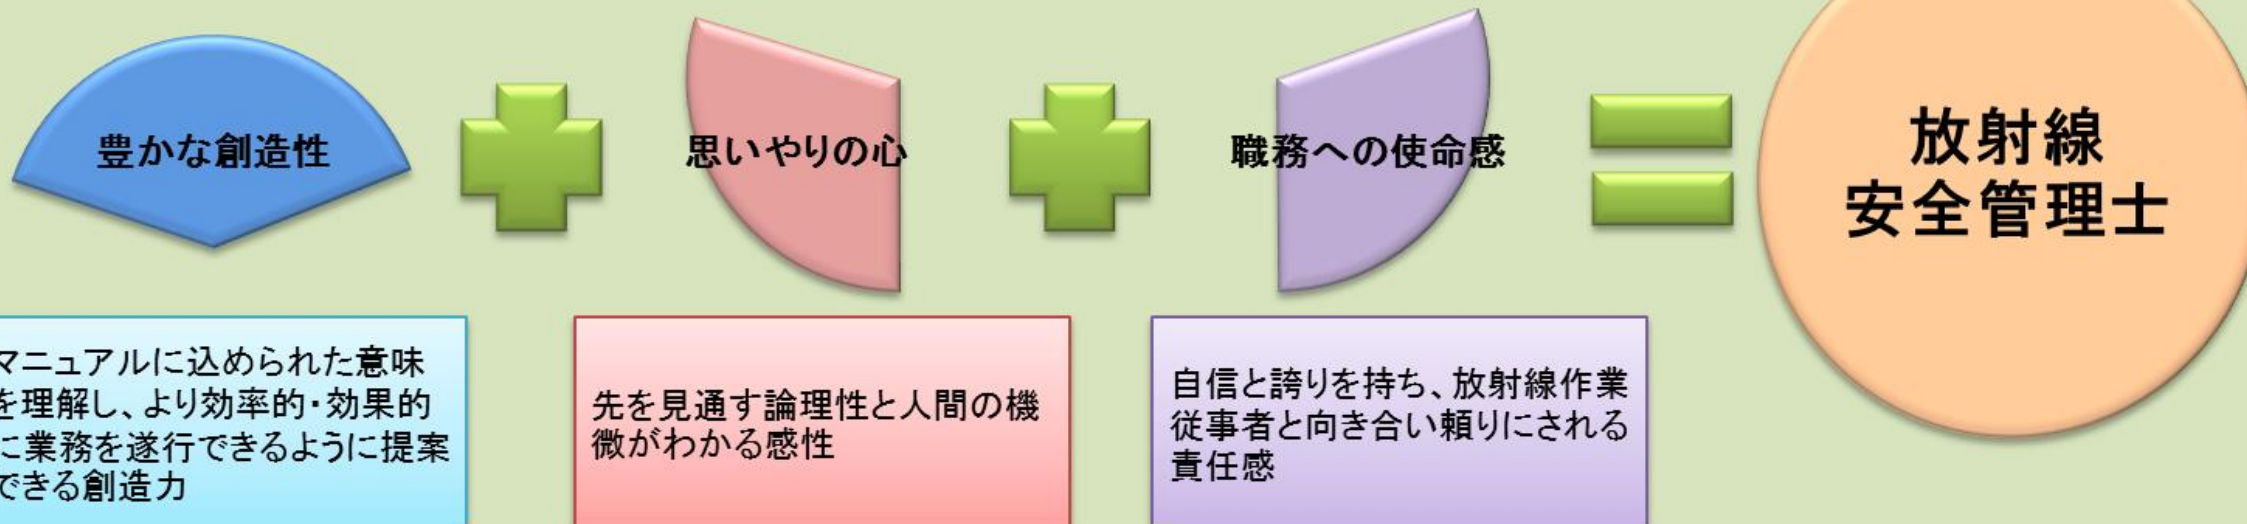 豊かな創造性
思いやりの心
職務への使命感
放射線
安全管理士
マニュアルに込められた意味
を理解し、より効率的・効果的
に業務を遂行できるように提案
できる創造力
先を見通す論理性と人間の機
微がわかる感性
自信と誇りを持ち、放射線作業
従事者と向き合い頼りにされる
責任感